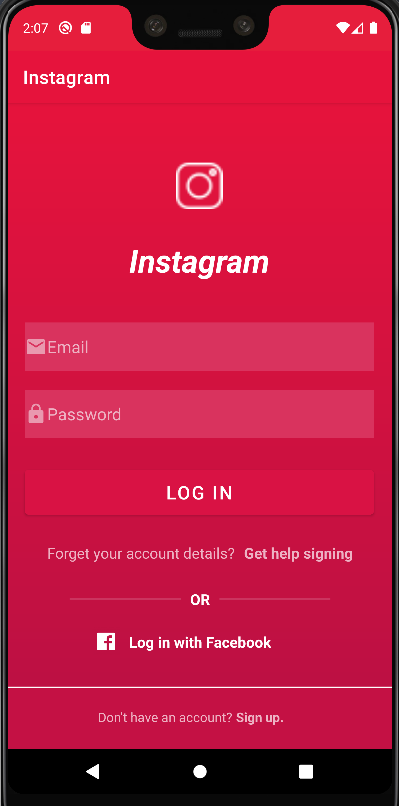 2:07
Instagram
Instagram
Email
Password
LOG IN
Forget your account details? Get help signing
OR
Log in with Facebook
Don't have an account? Sign up.